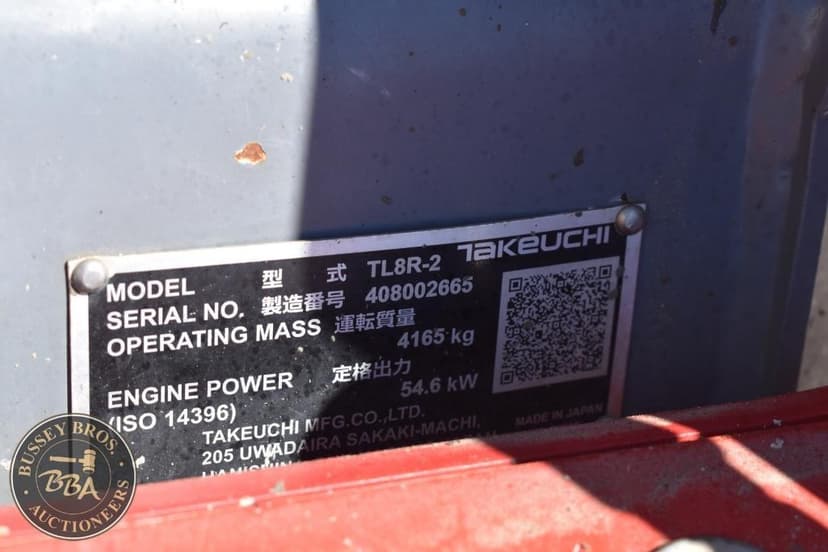 TAKEUCHI
MODEL 型式 TL8R-2
SERIAL NO. 製造番号 408002665
OPERATING MASS 運転質量 4165 kg
ENGINE POWER 定格出力 54.6 kW
(ISO 14396)
TAKEUCHI MFG.CO.,LTD.
205 UWADAIRA SAKAKI-MACHI,
MADE IN JAPAN
BUSSEY BROS.
BBA
AUCTIONEERS